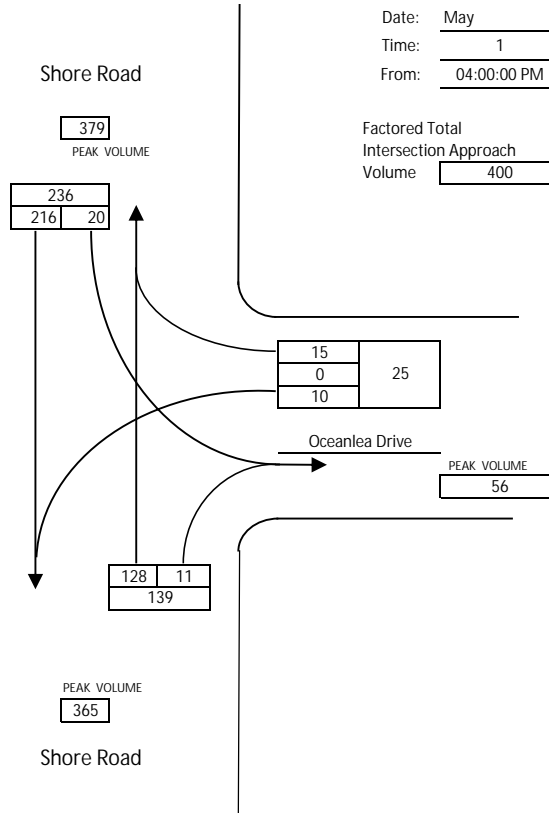 Date: May
Time: 1
From: 04:00:00 PM
Shore Road
379
PEAK VOLUME
Factored Total
Intersection Approach
Volume 400
236
216 20
15
0 25
10
Oceanlea Drive
PEAK VOLUME
56
128 11
139
PEAK VOLUME
365
Shore Road